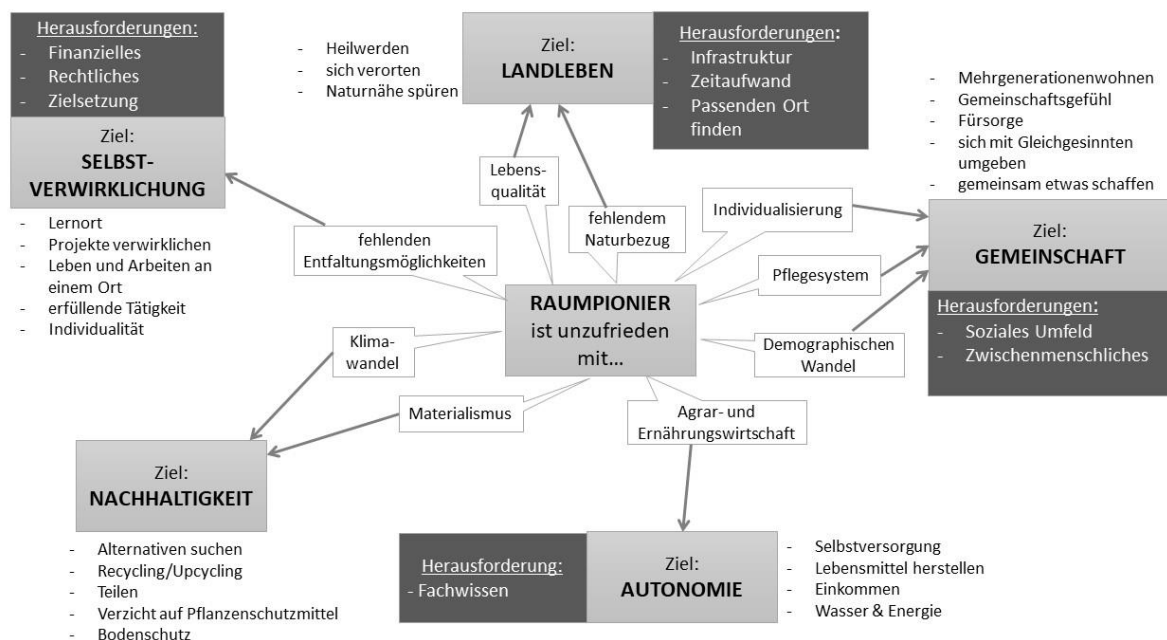 Herausforderungen:
- Finanzielles
- Rechtliches
- Zielsetzung
Ziel:
SELBST-
VERWIRKLICHUNG
- Lernort
- Projekte verwirklichen
- Leben und Arbeiten an
einem Ort
- erfüllende Tätigkeit
- Individualität
- Heilwerden
- sich verorten
- Naturnähe spüren
Ziel:
LANDLEBEN
Herausforderungen:
- Infrastruktur
- Zeitaufwand
- Passenden Ort
finden
- Mehrgenerationenwohnen
- Gemeinschaftsgefühl
- Fürsorge
- sich mit Gleichgesinnten
umgeben
- gemeinsam etwas schaffen
Ziel:
GEMEINSCHAFT
Herausforderungen:
- Soziales Umfeld
- Zwischenmenschliches
Lebens-
qualität
fehlendem
Naturbezug
Individualisierung
fehlenden
Entfaltungsmöglichkeiten
Pflegesystem
RAUMPIONIER
ist unzufrieden
mit...
Klima-
wandel
Demographischen
Wandel
Materialismus
Agrar- und
Ernährungswirtschaft
Ziel:
NACHHALTIGKEIT
- Alternativen suchen
- Recycling/Upcycling
- Teilen
- Verzicht auf Pflanzenschutzmittel
- Bodenschutz
Herausforderung:
- Fachwissen
Ziel:
AUTONOMIE
- Selbstversorgung
- Lebensmittel herstellen
- Einkommen
- Wasser & Energie